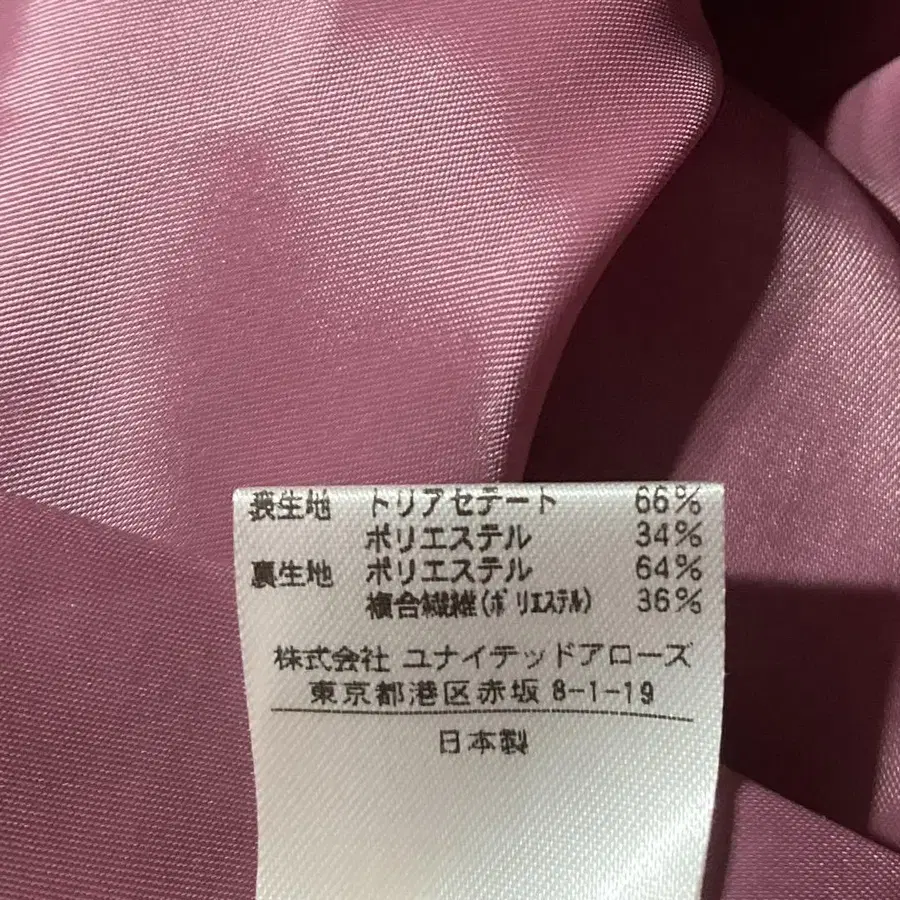 表生地 トリアセテート 66%
ポリエステル 34%
裏生地 ポリエステル 64%
複合繊維(ポリエステル) 36%
株式会社 ユナイテッドアローズ
東京都港区赤坂 8-1-19
日本製